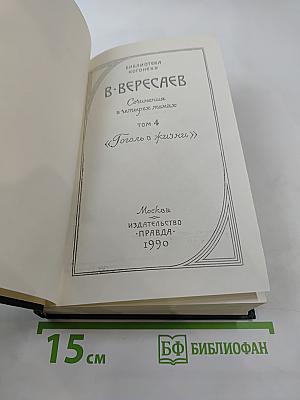 БИБЛИОТЕКА
«ОГОНЕК»
В·ВЕРЕСАЕВ
Сочинения
в четырех томах
ТОМ 4
«Гоголь в жизни»
Москва
ИЗДАТЕЛЬСТВО
·ПРАВДА·
1990
15 см
БФ БИБЛИОФАН